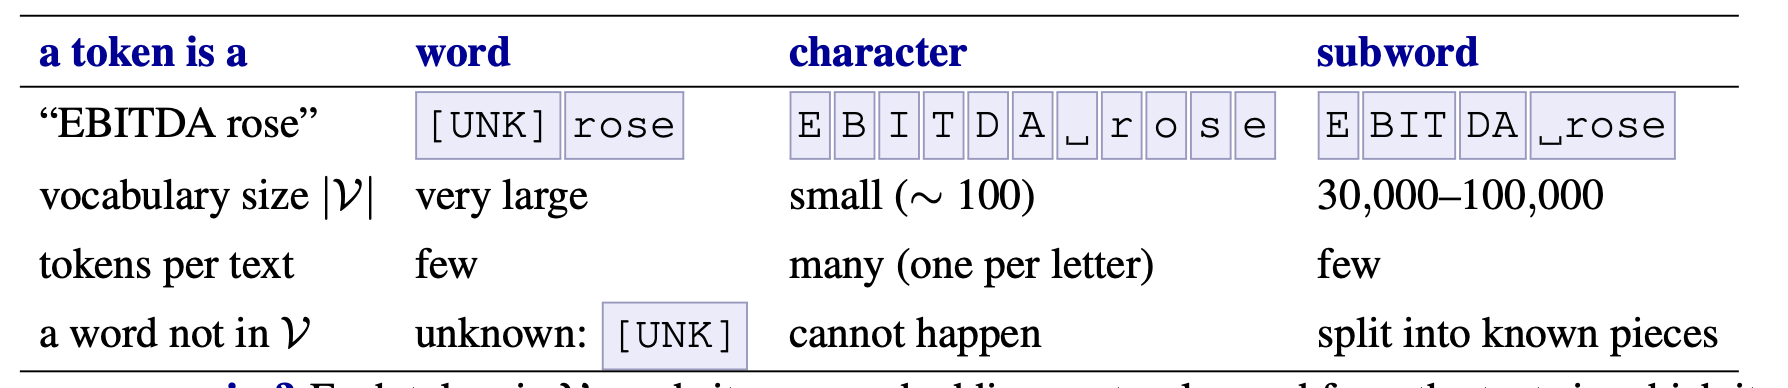 a token is a word character subword
“EBITDA rose” [UNK] rose E B I T D A ␣ r o s e E BIT DA ␣rose
vocabulary size |𝒱| very large small (∼ 100) 30,000–100,000
tokens per text few many (one per letter) few
a word not in 𝒱 unknown: [UNK] cannot happen split into known pieces